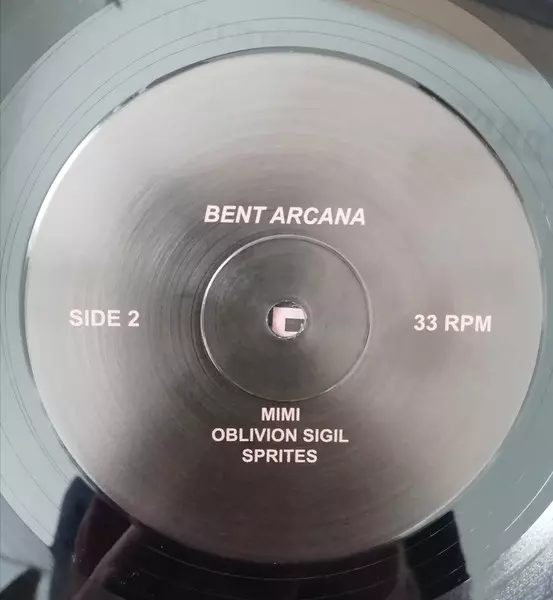 BENT ARCANA
SIDE 2
33 RPM
MIMI
OBLIVION SIGIL
SPRITES